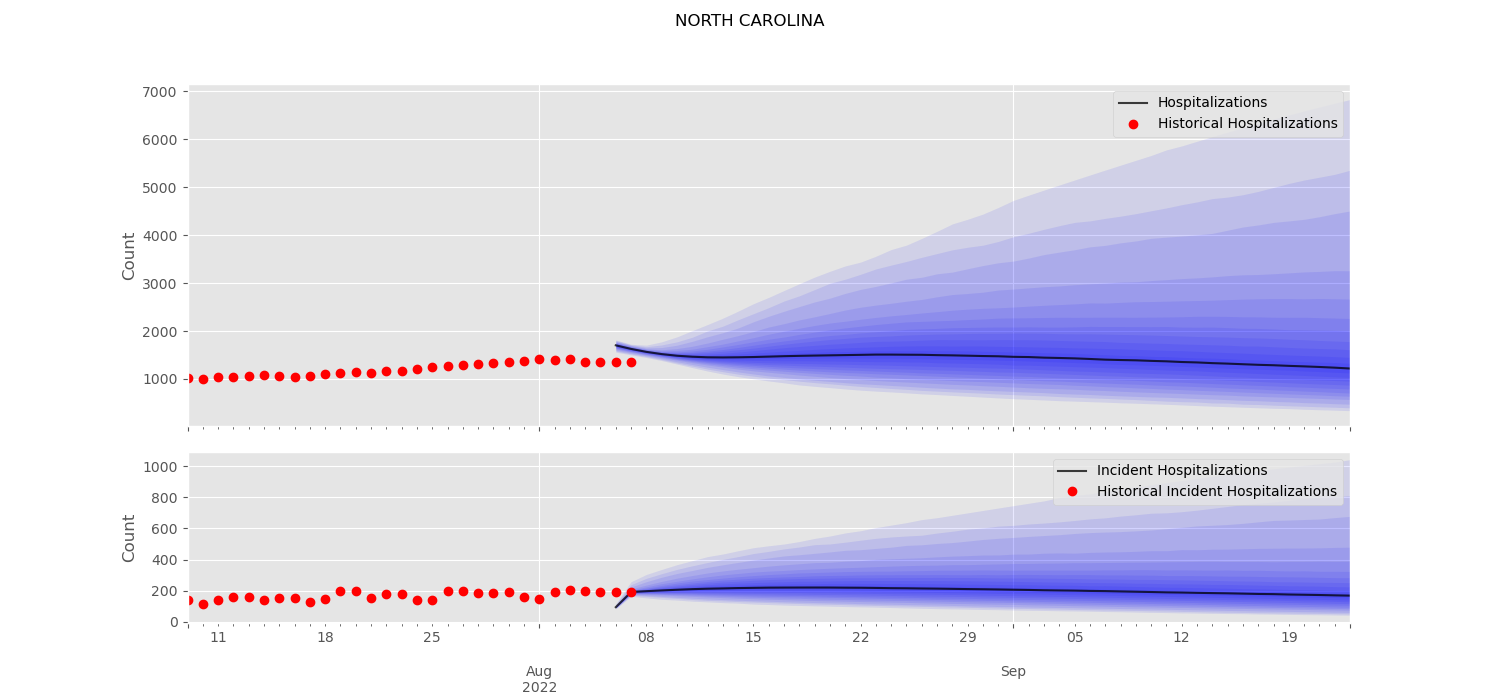 NORTH CAROLINA
7000
6000
5000
4000
3000
2000
1000
Count
Hospitalizations
Historical Hospitalizations
1000
800
600
400
200
0
Count
Incident Hospitalizations
Historical Incident Hospitalizations
11 18 25 08 15 22 29 05 12 19
Aug Sep
2022